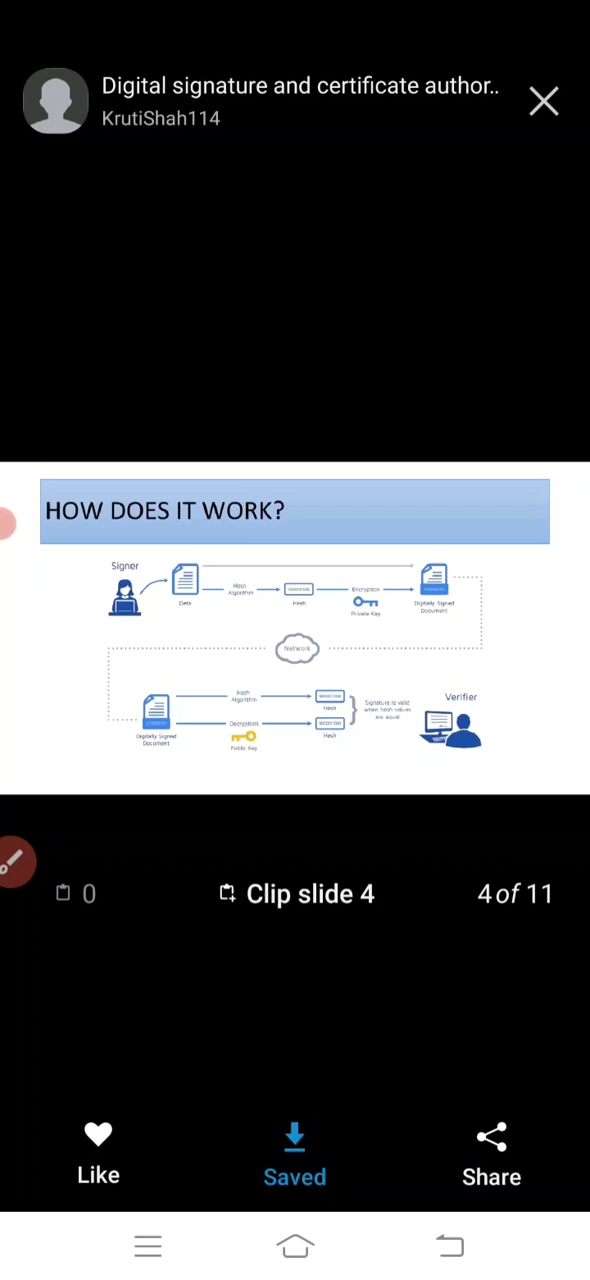 Digital signature and certificate author..
KrutiShah114
HOW DOES IT WORK?
Signer
Data
Hash
Algorithm
Hash
Encryption
Private Key
Digitally Signed
Document
Network
Digitally Signed
Document
Hash
Algorithm
Hash
Decryption
Public Key
Hash
Signature is valid
when hash values
are equal
Verifier
0
Clip slide 4
4 of 11
Like
Saved
Share